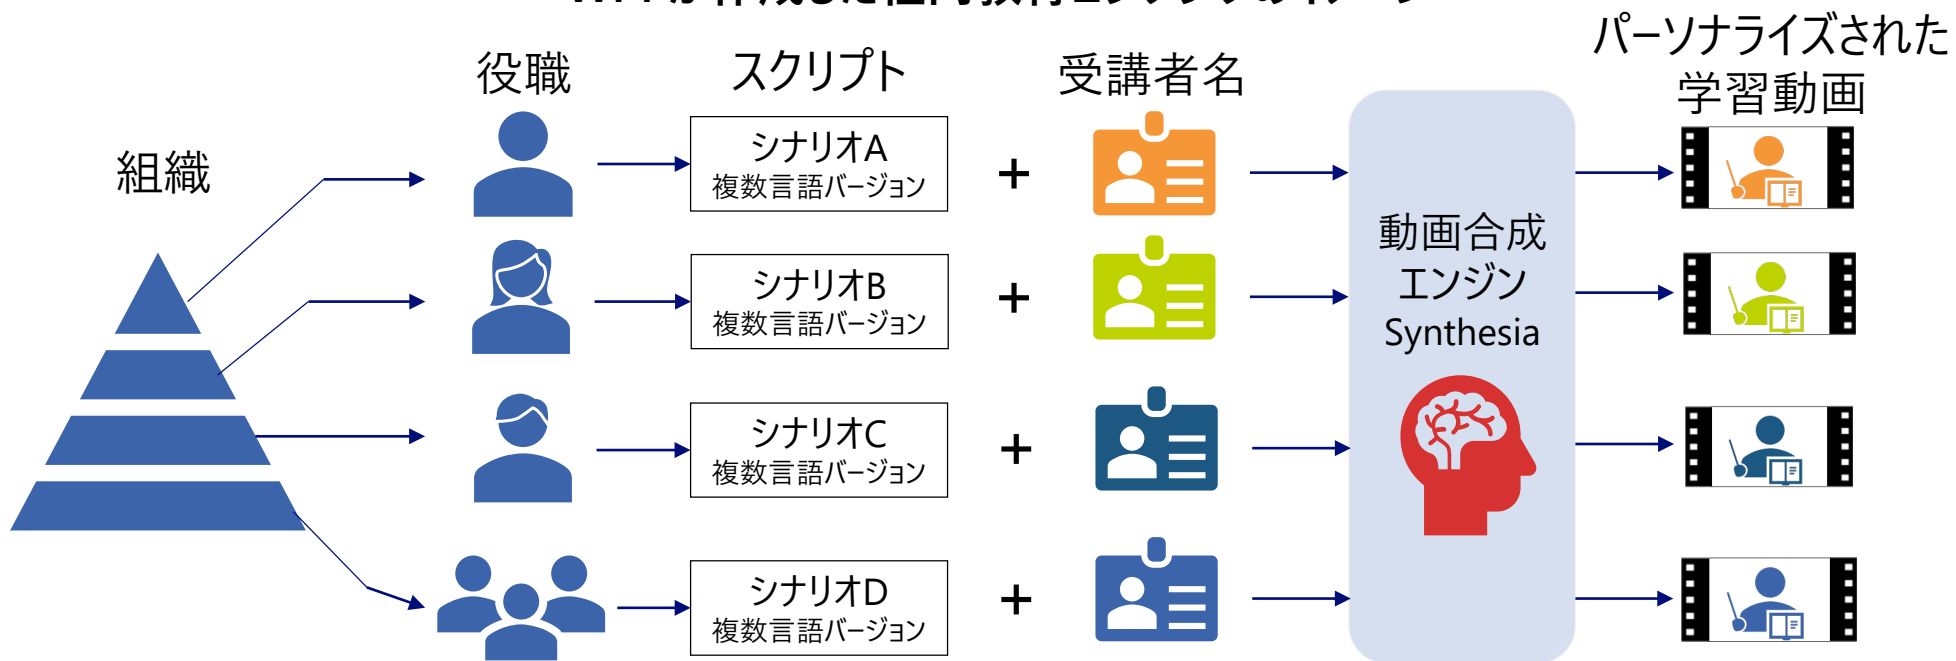 組織
役職
スクリプト
受講者名
パーソナライズされた
学習動画
シナリオA
複数言語バージョン
+
シナリオB
複数言語バージョン
+
シナリオC
複数言語バージョン
+
シナリオD
複数言語バージョン
+
動画合成
エンジン
Synthesia